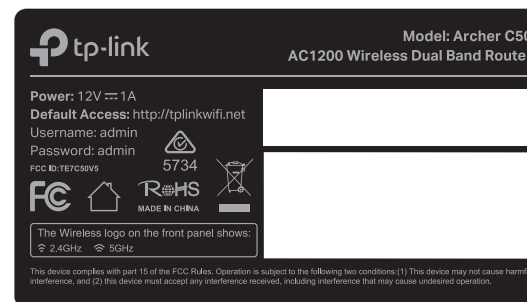 tp-link
Model: Archer C50
AC1200 Wireless Dual Band Route
Power: 12V ⎓ 1A
Default Access: http://tplinkwifi.net
Username: admin
Password: admin
FCC ID:TE7C50V5
5734
FC
RoHS
MADE IN CHINA
The Wireless logo on the front panel shows:
2.4GHz 5GHz
This device complies with part 15 of the FCC Rules. Operation is subject to the following two conditions:(1) This device may not cause harmf
interference, and (2) this device must accept any interference received, including interference that may cause undesired operation.